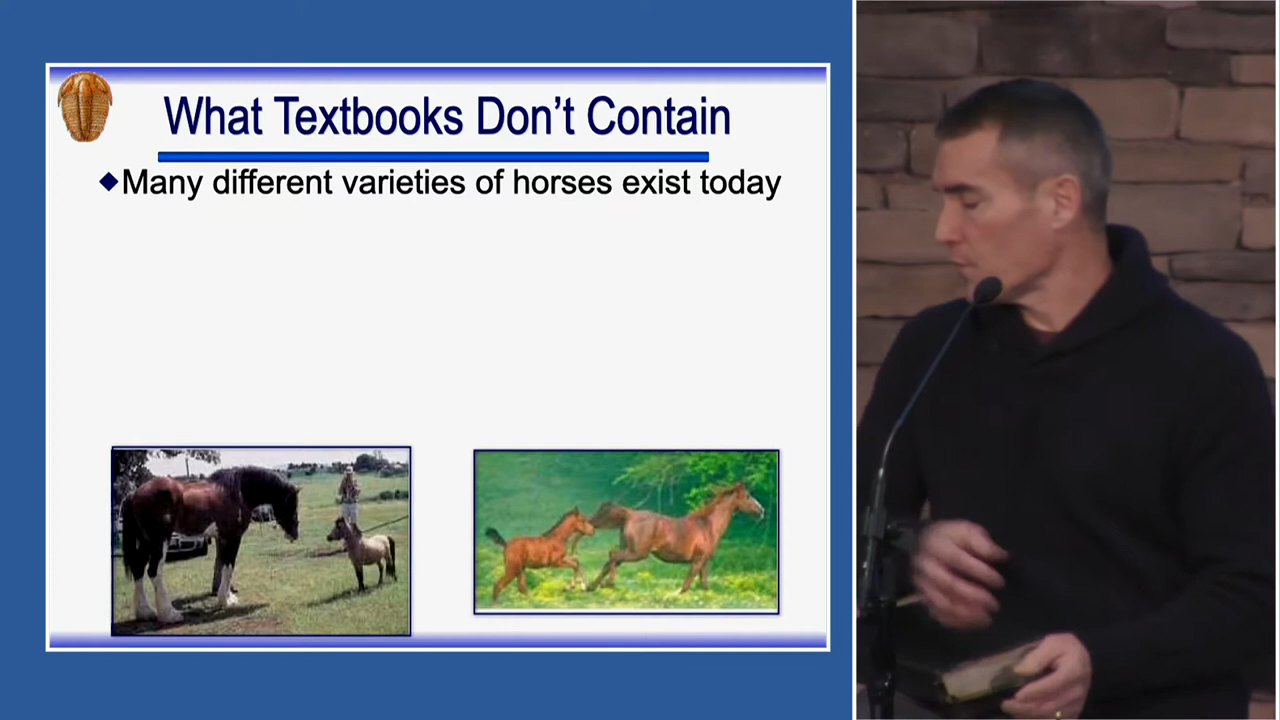 What Textbooks Don't Contain
Many different varieties of horses exist today